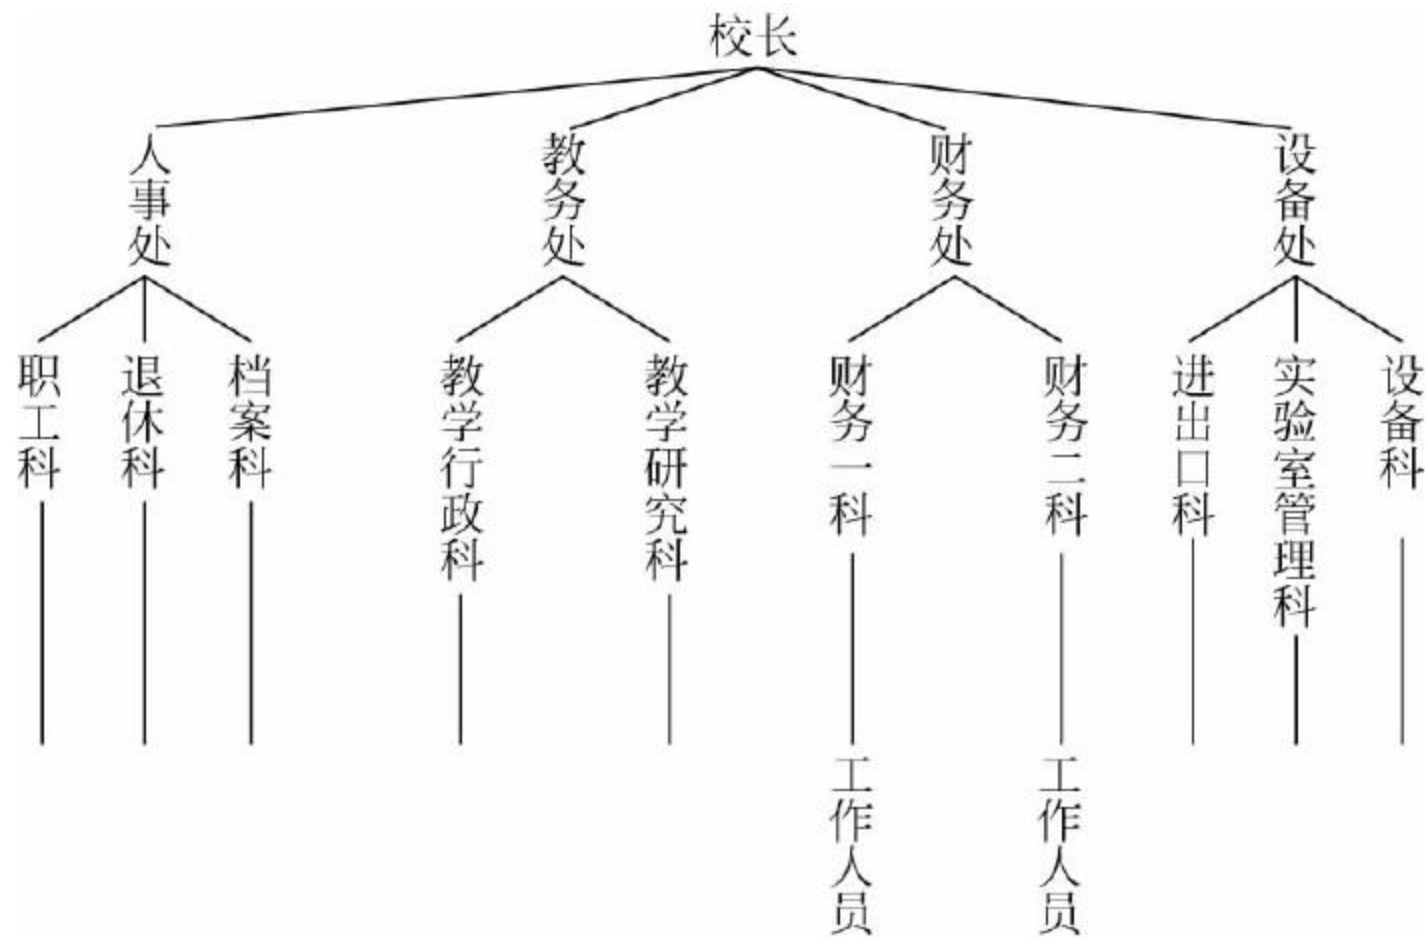 校长
人事处
教务处
财务处
设备处
职工科
退休科
档案科
教学行政科
教学研究科
财务一科
财务二科
进出口科
实验室管理科
设备科
工作人员
工作人员